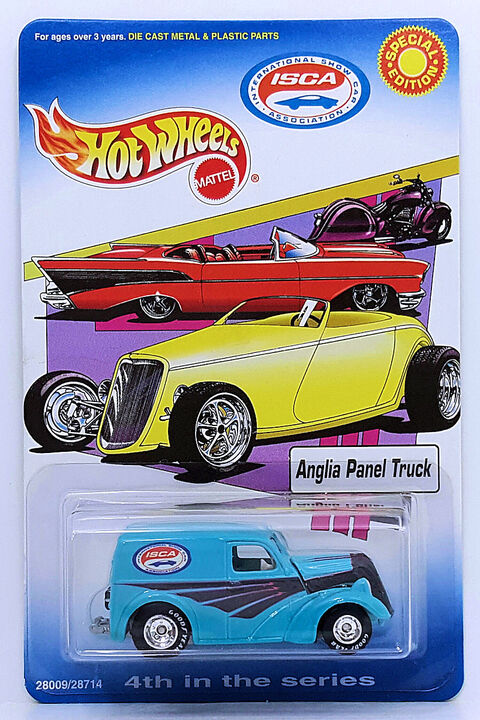 For ages over 3 years. DIE CAST METAL & PLASTIC PARTS
INTERNATIONAL SHOW CAR
ISCA
ASSOCIATION
SPECIAL EDITION
Hot Wheels
MATTEL
®
Anglia Panel Truck
ISCA
GOODYEAR
GOODYEAR
28009/28714
4th in the series